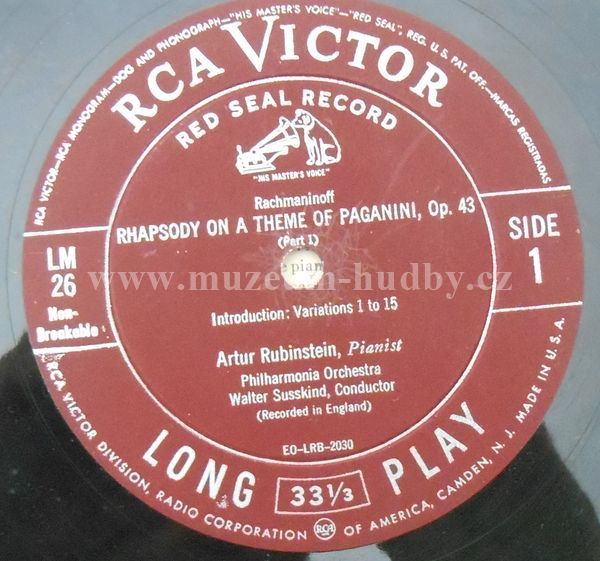 RCA VICTOR—RCA MONOGRAM—DOG AND PHONOGRAPH—"HIS MASTER'S VOICE"—"RED SEAL", REG. U. S. PAT. OFF.—MARCAS REGISTRADAS
RCA VICTOR
RED SEAL RECORD
"HIS MASTER'S VOICE"
Rachmaninoff
RHAPSODY ON A THEME OF PAGANINI, Op. 43
(Part 1)
LM
26
Non-
Breakable
SIDE
1
e pian
www.muzeum-hudby.cz
Introduction: Variations 1 to 15
Artur Rubinstein, Pianist
Philharmonia Orchestra
Walter Susskind, Conductor
(Recorded in England)
EO-LRB-2030
LONG 33⅓ PLAY
RCA VICTOR DIVISION, RADIO CORPORATION RCA OF AMERICA, CAMDEN, N. J. MADE IN U.S.A.